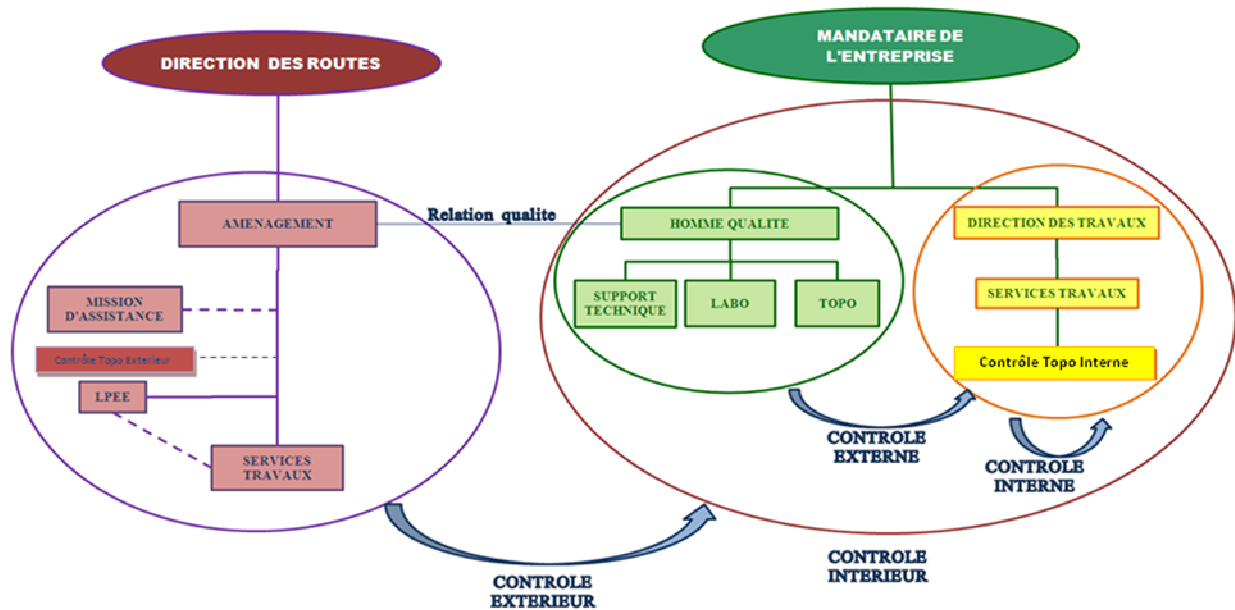 DIRECTION DES ROUTES
MANDATAIRE DE
L'ENTREPRISE
AMENAGEMENT
Relation qualite
HOMME QUALITE
DIRECTION DES TRAVAUX
MISSION
D'ASSISTANCE
SUPPORT
TECHNIQUE
LABO
TOPO
SERVICES TRAVAUX
Contrôle Topo Exterieur
Contrôle Topo Interne
LPEE
SERVICES
TRAVAUX
CONTROLE
EXTERNE
CONTROLE
INTERNE
CONTROLE
INTERIEUR
CONTROLE
EXTERIEUR